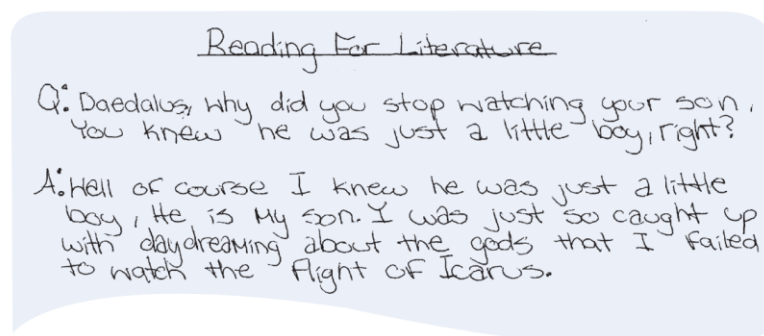 Reading For Literature
Q: Daedalus, why did you stop watching your son.
You knew he was just a little boy, right?
A: Well of course I knew he was just a little
boy, He is My son. I was just so caught up
with daydreaming about the gods that I failed
to watch the flight of Icarus.